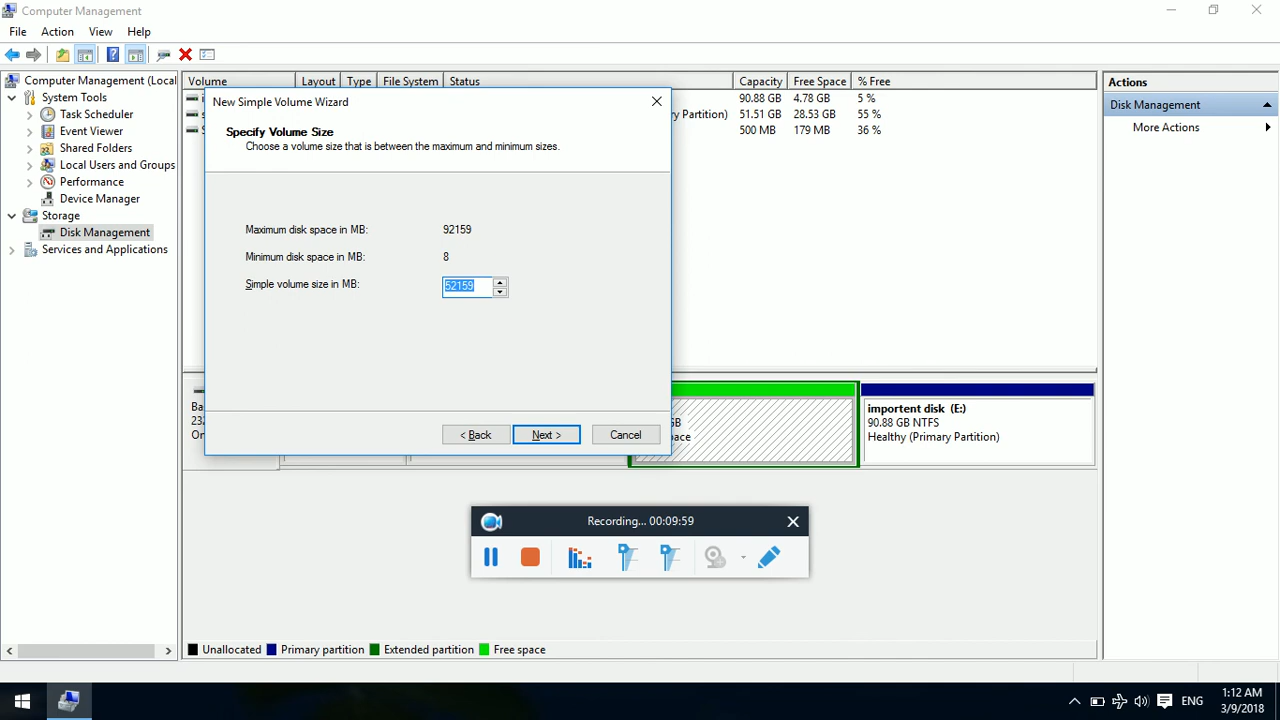 Computer Management
File Action View Help
Computer Management (Local
System Tools
Task Scheduler
Event Viewer
Shared Folders
Local Users and Groups
Performance
Device Manager
Storage
Disk Management
Services and Applications
Volume Layout Type File System Status Capacity Free Space % Free
90.88 GB 4.78 GB 5 %
ry Partition) 51.51 GB 28.53 GB 55 %
500 MB 179 MB 36 %
New Simple Volume Wizard
Specify Volume Size
Choose a volume size that is between the maximum and minimum sizes.
Maximum disk space in MB: 92159
Minimum disk space in MB: 8
Simple volume size in MB: 52159
< Back Next > Cancel
Ba
232
On
GB
pace
importent disk (E:)
90.88 GB NTFS
Healthy (Primary Partition)
Recording... 00:09:59
Unallocated Primary partition Extended partition Free space
Actions
Disk Management
More Actions
ENG
1:12 AM
3/9/2018